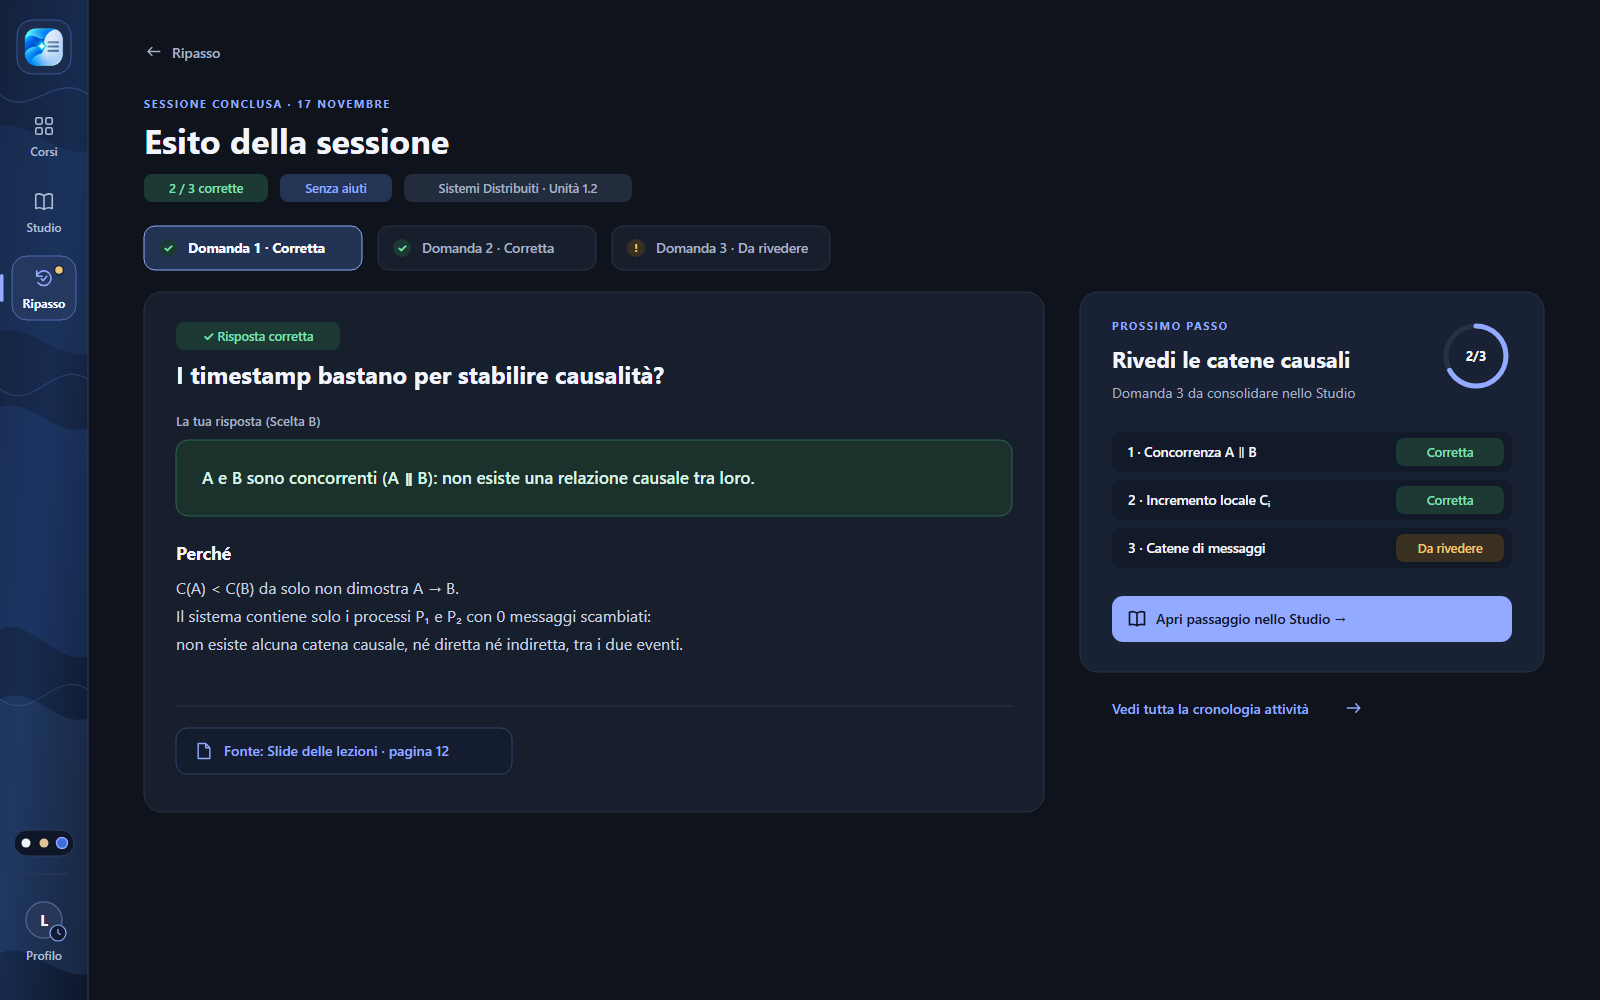 Corsi
Studio
Ripasso
L
Profilo
← Ripasso
SESSIONE CONCLUSA · 17 NOVEMBRE
Esito della sessione
2 / 3 corrette
Senza aiuti
Sistemi Distribuiti · Unità 1.2
Domanda 1 · Corretta
Domanda 2 · Corretta
! Domanda 3 · Da rivedere
✓ Risposta corretta
I timestamp bastano per stabilire causalità?
La tua risposta (Scelta B)
A e B sono concorrenti (A ∥ B): non esiste una relazione causale tra loro.
Perché
C(A) < C(B) da solo non dimostra A → B.
Il sistema contiene solo i processi P₁ e P₂ con 0 messaggi scambiati:
non esiste alcuna catena causale, né diretta né indiretta, tra i due eventi.
Fonte: Slide delle lezioni · pagina 12
PROSSIMO PASSO
Rivedi le catene causali
Domanda 3 da consolidare nello Studio
2/3
1 · Concorrenza A ∥ B
Corretta
2 · Incremento locale Cᵢ
Corretta
3 · Catene di messaggi
Da rivedere
Apri passaggio nello Studio →
Vedi tutta la cronologia attività →